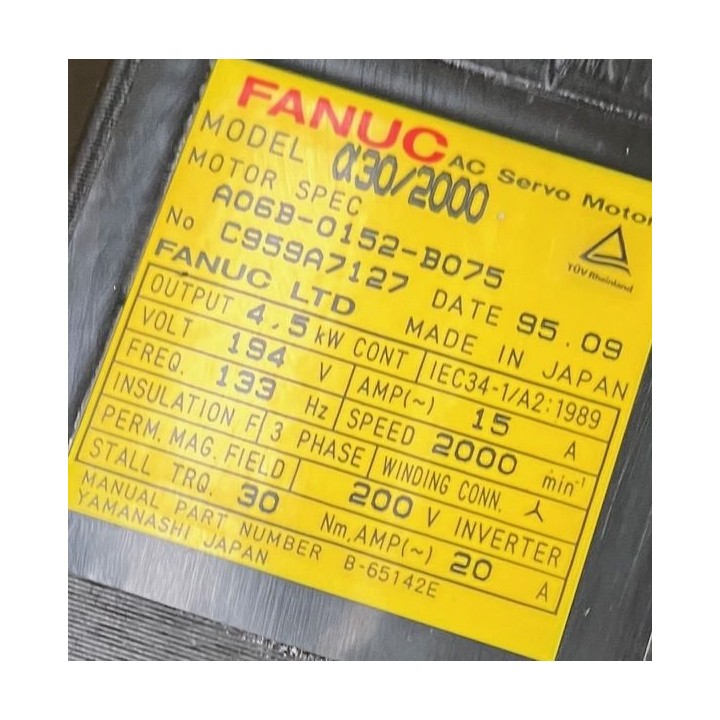 FANUC AC Servo Motor
MODEL α30/2000
MOTOR SPEC
A06B-0152-B075
No C959A7127 DATE 95.09
FANUC LTD MADE IN JAPAN
TÜV Rheinland
OUTPUT 4,5 kW CONT IEC34-1/A2:1989
VOLT 194 V AMP(~) 15 A
FREQ. 133 Hz SPEED 2000 min⁻¹
INSULATION F 3 PHASE WINDING CONN. 人
PERM. MAG. FIELD 200 V INVERTER
STALL TRQ. 30 Nm, AMP(~) 20 A
MANUAL PART NUMBER B-65142E
YAMANASHI JAPAN